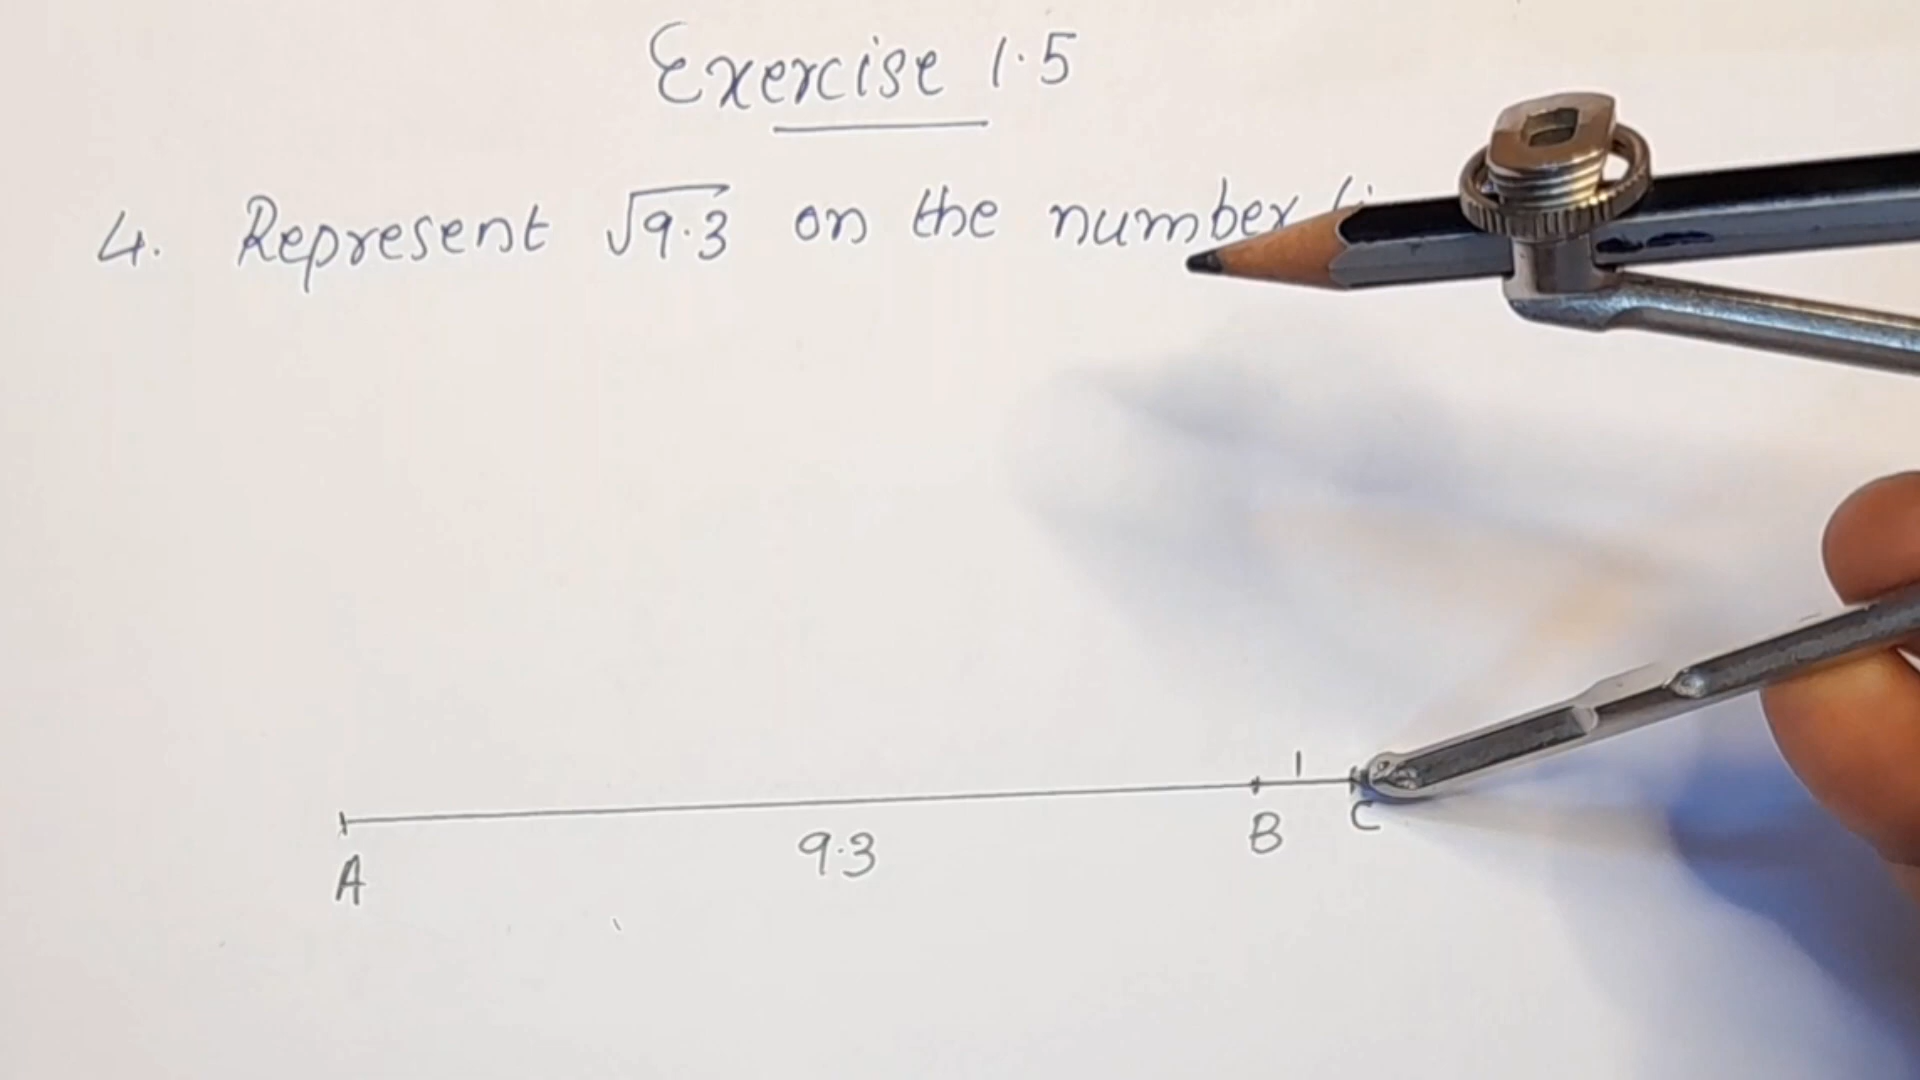 Exercise 1.5
4. Represent √9.3 on the number
1
9.3
A
B
C